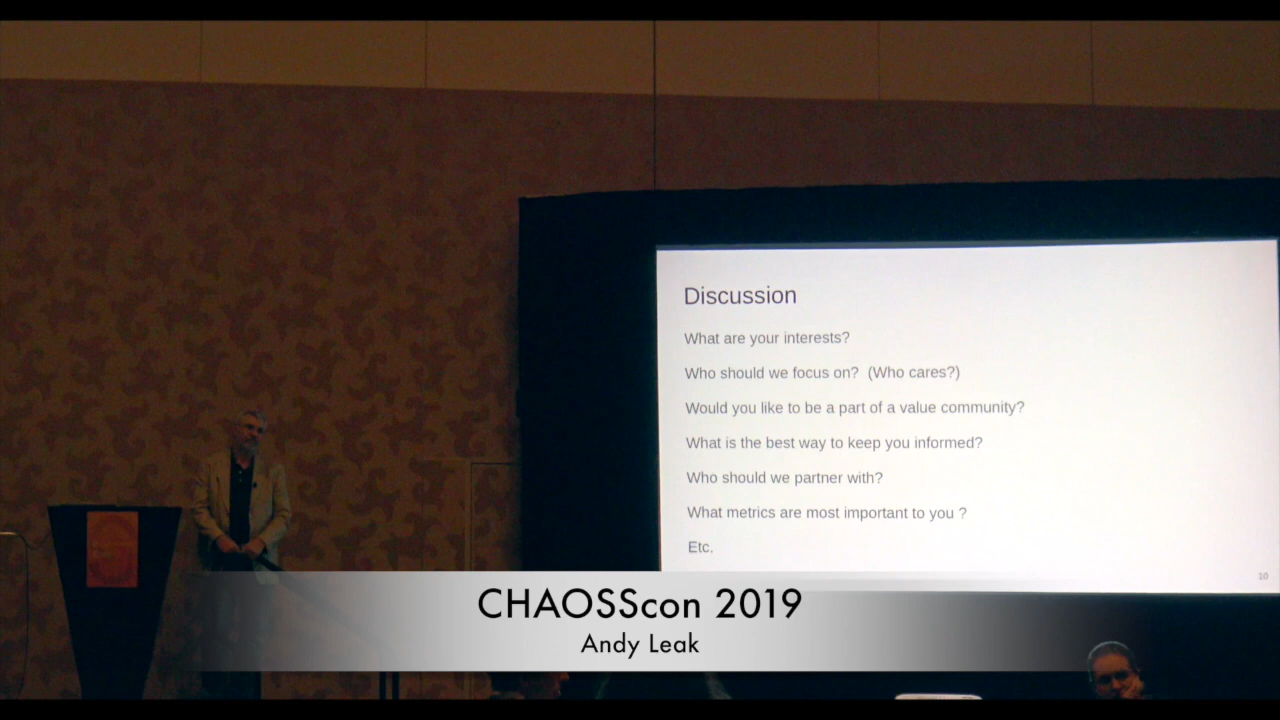 Discussion
What are your interests?
Who should we focus on? (Who cares?)
Would you like to be a part of a value community?
What is the best way to keep you informed?
Who should we partner with?
What metrics are most important to you ?
Etc.
10
CHAOSScon 2019
Andy Leak